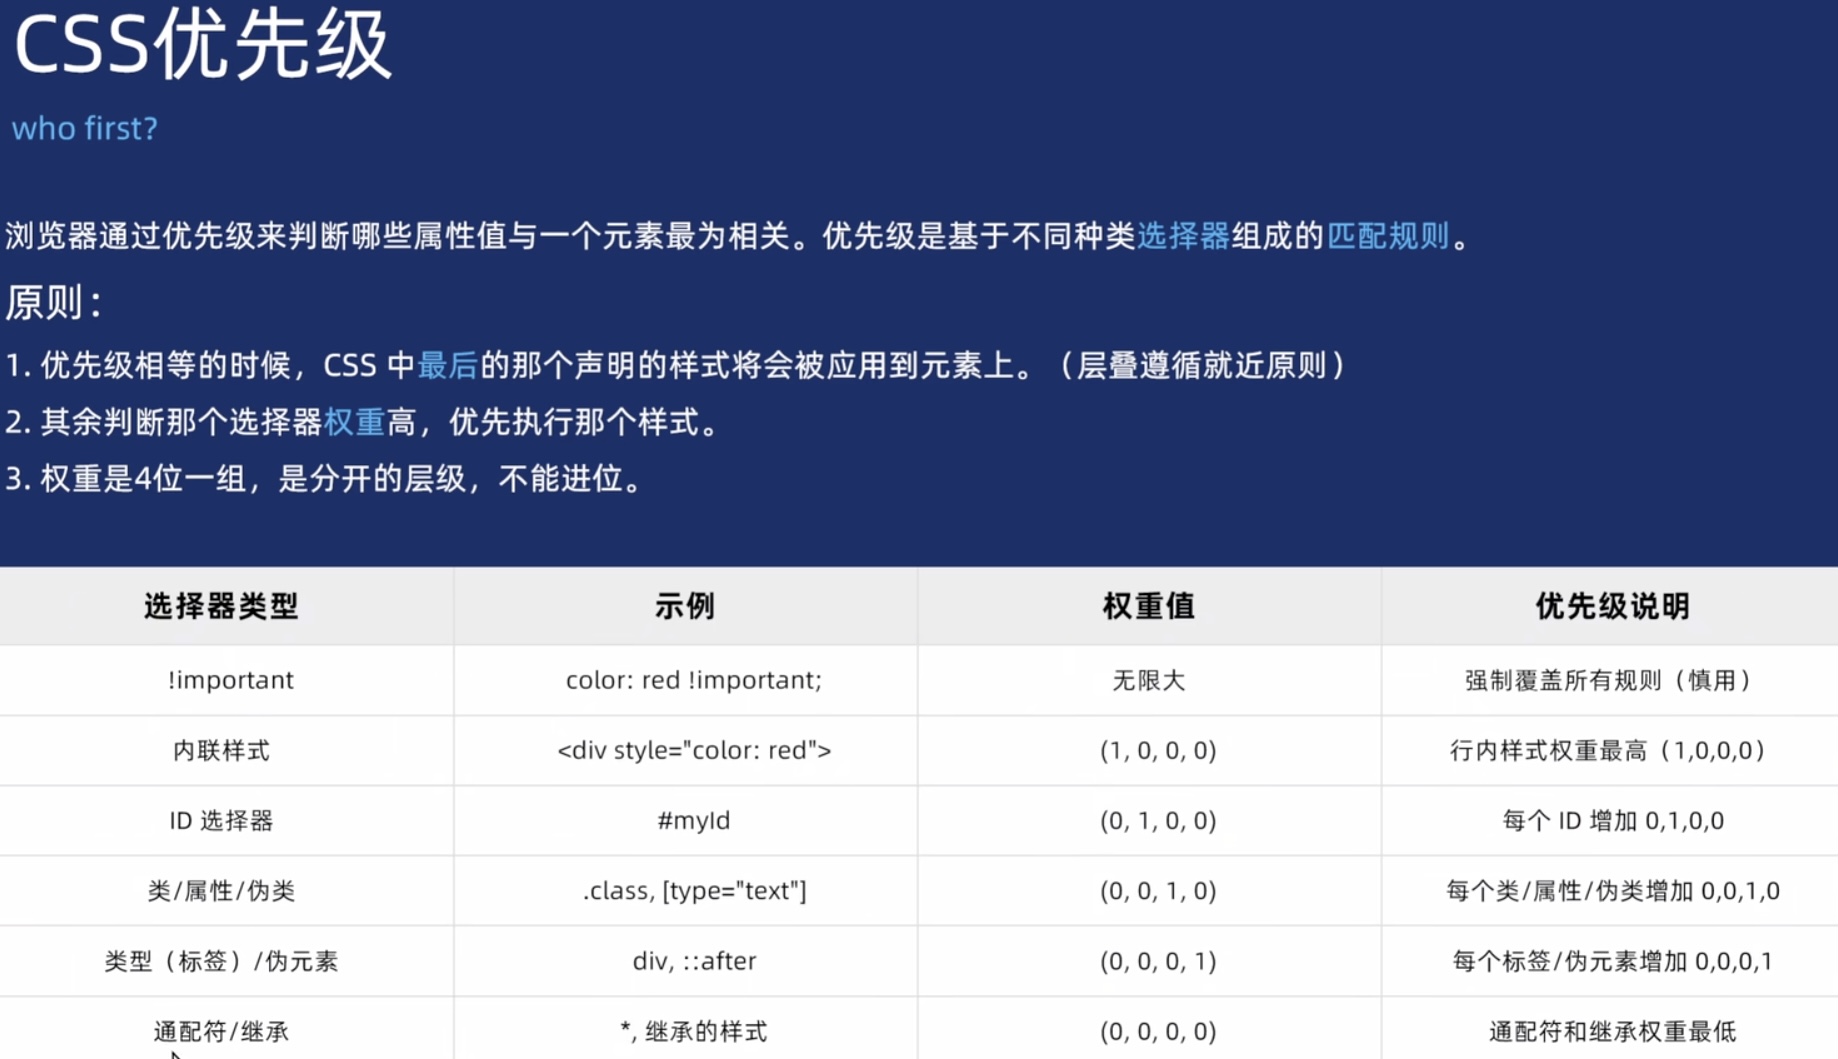 CSS优先级
who first?
浏览器通过优先级来判断哪些属性值与一个元素最为相关。优先级是基于不同种类选择器组成的匹配规则。
原则：
1. 优先级相等的时候，CSS 中最后的那个声明的样式将会被应用到元素上。（层叠遵循就近原则）
2. 其余判断那个选择器权重高，优先执行那个样式。
3. 权重是4位一组，是分开的层级，不能进位。
选择器类型 示例 权重值 优先级说明
!important color: red !important; 无限大 强制覆盖所有规则（慎用）
内联样式 <div style="color: red"> (1, 0, 0, 0) 行内样式权重最高（1,0,0,0）
ID 选择器 #myId (0, 1, 0, 0) 每个 ID 增加 0,1,0,0
类/属性/伪类 .class, [type="text"] (0, 0, 1, 0) 每个类/属性/伪类增加 0,0,1,0
类型（标签）/伪元素 div, ::after (0, 0, 0, 1) 每个标签/伪元素增加 0,0,0,1
通配符/继承 *, 继承的样式 (0, 0, 0, 0) 通配符和继承权重最低